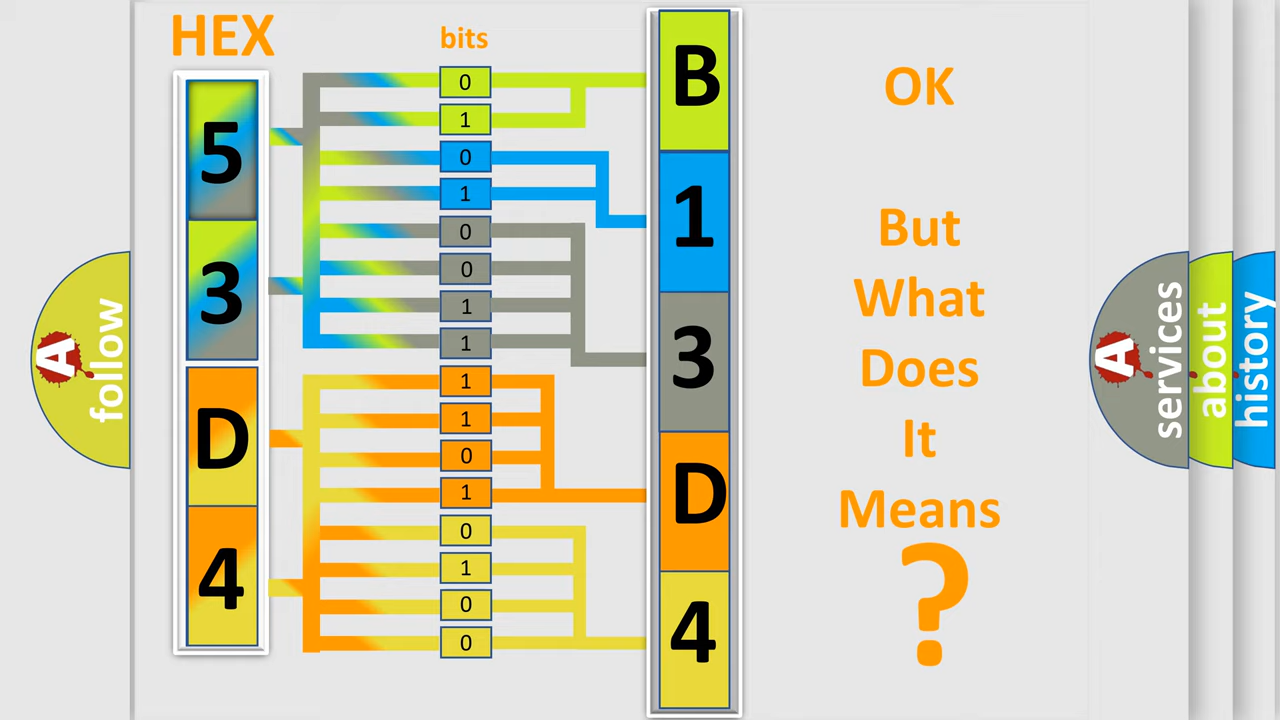 HEX
bits
5
3
D
4
0
1
0
1
0
0
1
1
1
1
0
1
0
1
0
0
B
1
3
D
4
OK
But
What
Does
It
Means
?
A
follow
A
services
about
history